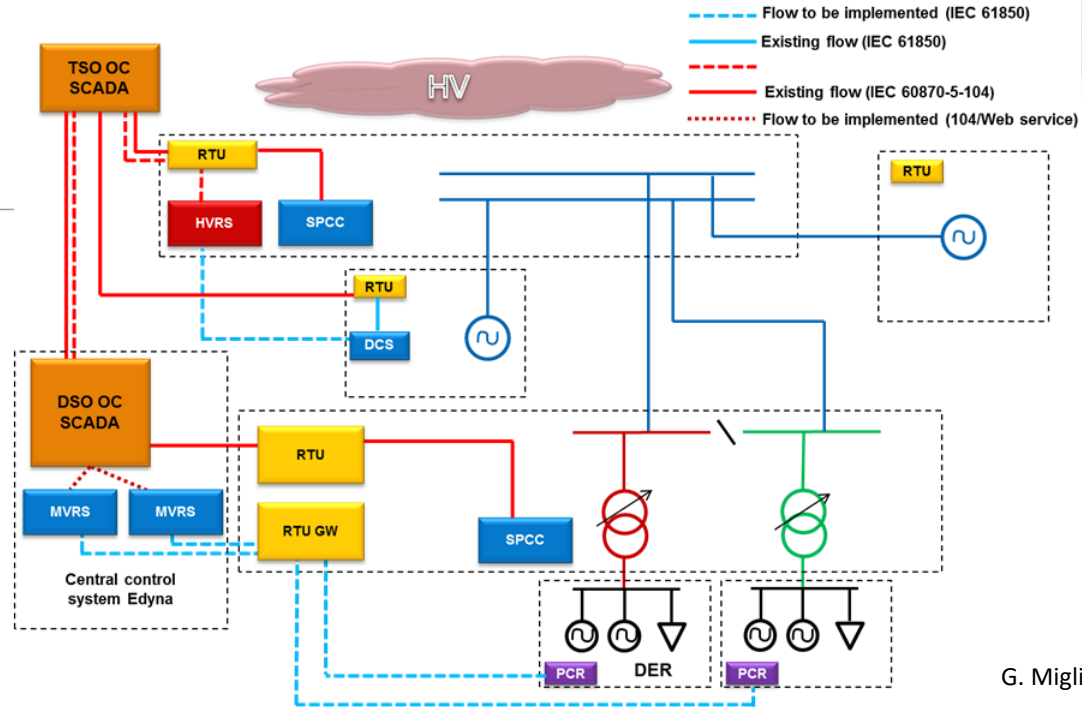 Flow to be implemented (IEC 61850)
Existing flow (IEC 61850)
Existing flow (IEC 60870-5-104)
Flow to be implemented (104/Web service)
TSO OC
SCADA
HV
RTU
RTU
HVRS
SPCC
RTU
DCS
DSO OC
SCADA
RTU
MVRS
MVRS
RTU GW
SPCC
Central control
system Edyna
PCR
DER
PCR
G. Migli